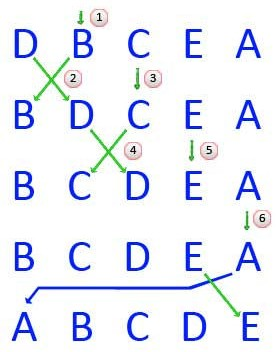 1
D B C E A
2 3
B D C E A
4 5
B C D E A
6
B C D E A
A B C D E